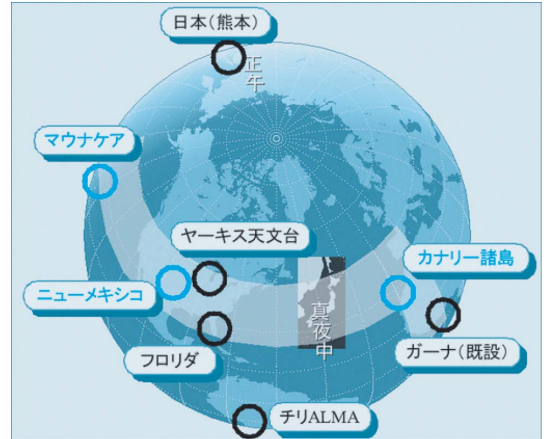 日本(熊本)
正午
マウナケア
ヤーキス天文台
カナリー諸島
ニューメキシコ
真夜中
フロリダ
ガーナ(既設)
チリALMA